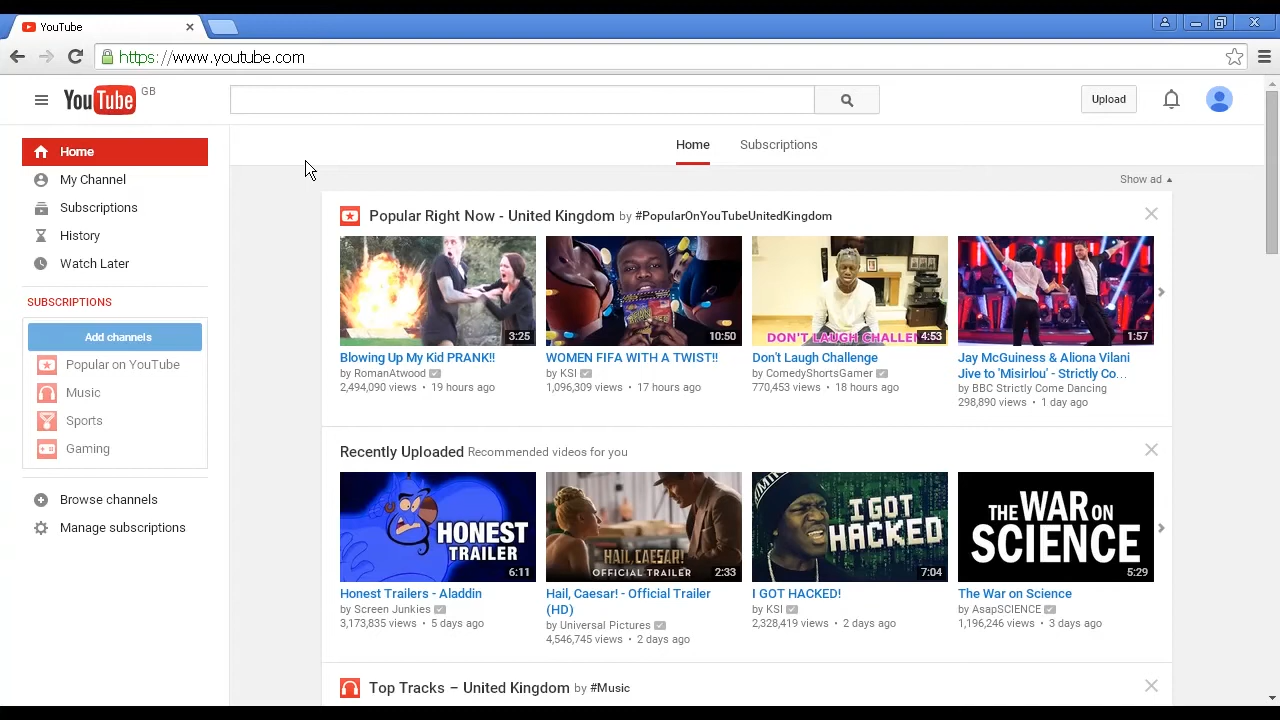 YouTube
https://www.youtube.com
YouTube GB
Upload
Home
My Channel
Subscriptions
History
Watch Later
SUBSCRIPTIONS
Add channels
Popular on YouTube
Music
Sports
Gaming
Browse channels
Manage subscriptions
Home Subscriptions
Show ad
Popular Right Now - United Kingdom by #PopularOnYouTubeUnitedKingdom
3:25
Blowing Up My Kid PRANK!!
by RomanAtwood
2,494,090 views • 19 hours ago
10:50
WOMEN FIFA WITH A TWIST!!
by KSI
1,096,309 views • 17 hours ago
DON'T LAUGH CHALLEN
4:53
Don't Laugh Challenge
by ComedyShortsGamer
770,453 views • 18 hours ago
1:57
Jay McGuiness & Aliona Vilani
Jive to 'Misirlou' - Strictly Co...
by BBC Strictly Come Dancing
298,890 views • 1 day ago
Recently Uploaded Recommended videos for you
HONEST
TRAILER
6:11
Honest Trailers - Aladdin
by Screen Junkies
3,173,835 views • 5 days ago
HAIL, CAESAR!
OFFICIAL TRAILER
2:33
Hail, Caesar! - Official Trailer
(HD)
by Universal Pictures
4,546,745 views • 2 days ago
I GOT
HACKED
7:04
I GOT HACKED!
by KSI
2,328,419 views • 2 days ago
THE WAR ON
SCIENCE
5:29
The War on Science
by AsapSCIENCE
1,196,246 views • 3 days ago
Top Tracks – United Kingdom by #Music